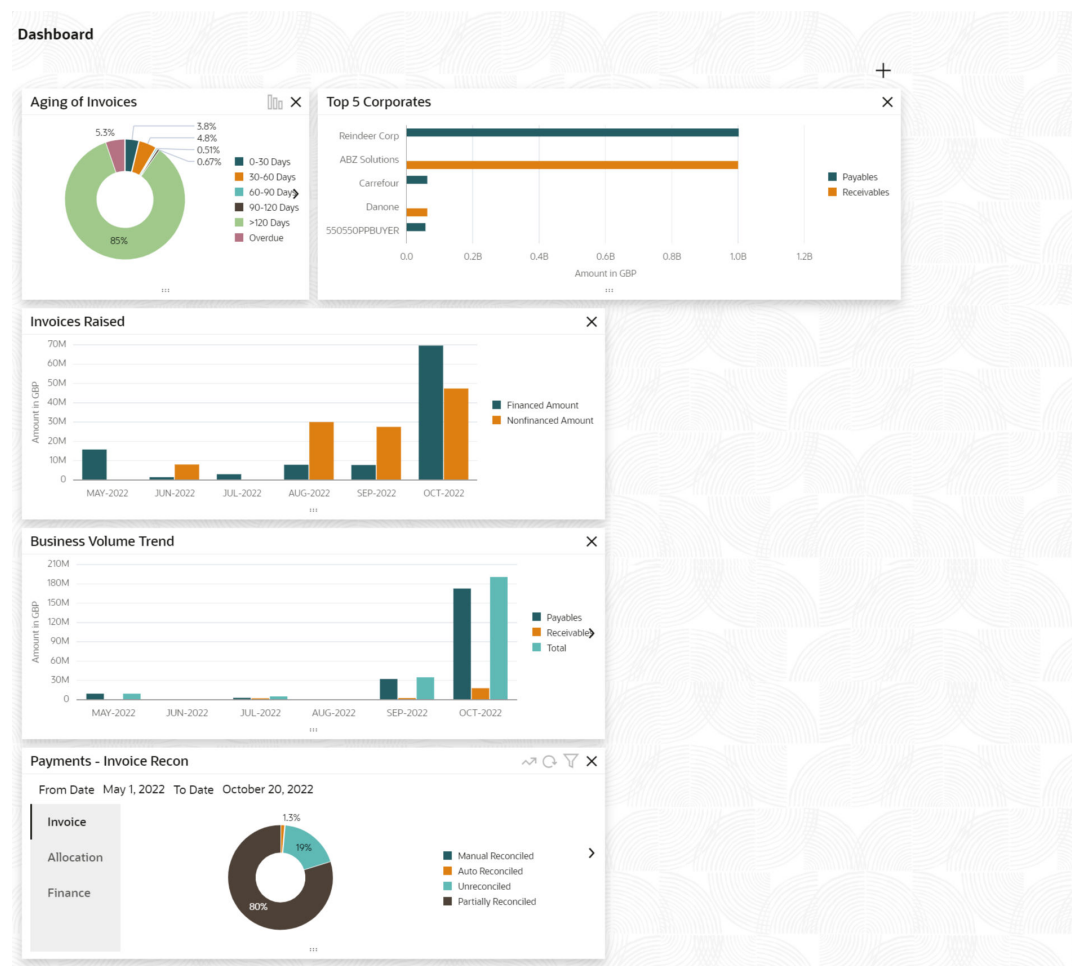 Dashboard
Aging of Invoices
5.3%
3.8%
4.8%
0.51%
0.67%
85%
0-30 Days
30-60 Days
60-90 Days
90-120 Days
>120 Days
Overdue
Top 5 Corporates
Reindeer Corp
ABZ Solutions
Carrefour
Danone
550550PPBUYER
0.0 0.2B 0.4B 0.6B 0.8B 1.0B 1.2B
Amount in GBP
Payables
Receivables
Invoices Raised
70M
60M
50M
40M
30M
20M
10M
0
Amount in GBP
MAY-2022 JUN-2022 JUL-2022 AUG-2022 SEP-2022 OCT-2022
Financed Amount
Nonfinanced Amount
Business Volume Trend
210M
180M
150M
120M
90M
60M
30M
0
Amount in GBP
MAY-2022 JUN-2022 JUL-2022 AUG-2022 SEP-2022 OCT-2022
Payables
Receivables
Total
Payments - Invoice Recon
From Date May 1, 2022 To Date October 20, 2022
Invoice
Allocation
Finance
1.3%
19%
80%
Manual Reconciled
Auto Reconciled
Unreconciled
Partially Reconciled